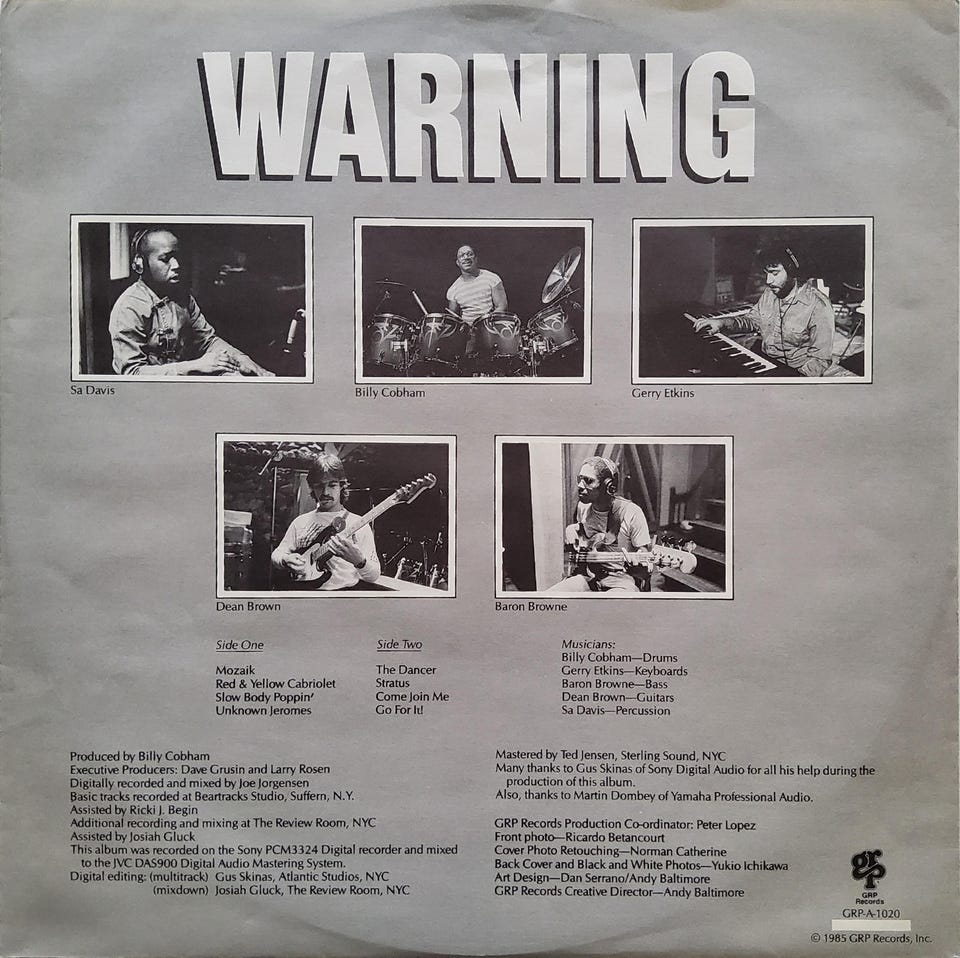 WARNING
Sa Davis
Billy Cobham
Gerry Etkins
Dean Brown
Baron Browne
Side One
Mozaik
Red & Yellow Cabriolet
Slow Body Poppin'
Unknown Jeromes
Side Two
The Dancer
Stratus
Come Join Me
Go For It!
Musicians:
Billy Cobham—Drums
Gerry Etkins—Keyboards
Baron Browne—Bass
Dean Brown—Guitars
Sa Davis—Percussion
Produced by Billy Cobham
Executive Producers: Dave Grusin and Larry Rosen
Digitally recorded and mixed by Joe Jorgensen
Basic tracks recorded at Beartracks Studio, Suffern, N.Y.
Assisted by Ricki J. Begin
Additional recording and mixing at The Review Room, NYC
Assisted by Josiah Gluck
This album was recorded on the Sony PCM3324 Digital recorder and mixed
to the JVC DAS900 Digital Audio Mastering System.
Digital editing: (multitrack) Gus Skinas, Atlantic Studios, NYC
(mixdown) Josiah Gluck, The Review Room, NYC
Mastered by Ted Jensen, Sterling Sound, NYC
Many thanks to Gus Skinas of Sony Digital Audio for all his help during the
production of this album.
Also, thanks to Martin Dombey of Yamaha Professional Audio.
GRP Records Production Co-ordinator: Peter Lopez
Front photo—Ricardo Betancourt
Cover Photo Retouching—Norman Catherine
Back Cover and Black and White Photos—Yukio Ichikawa
Art Design—Dan Serrano/Andy Baltimore
GRP Records Creative Director—Andy Baltimore
grp
GRP
Records
GRP-A-1020
© 1985 GRP Records, Inc.